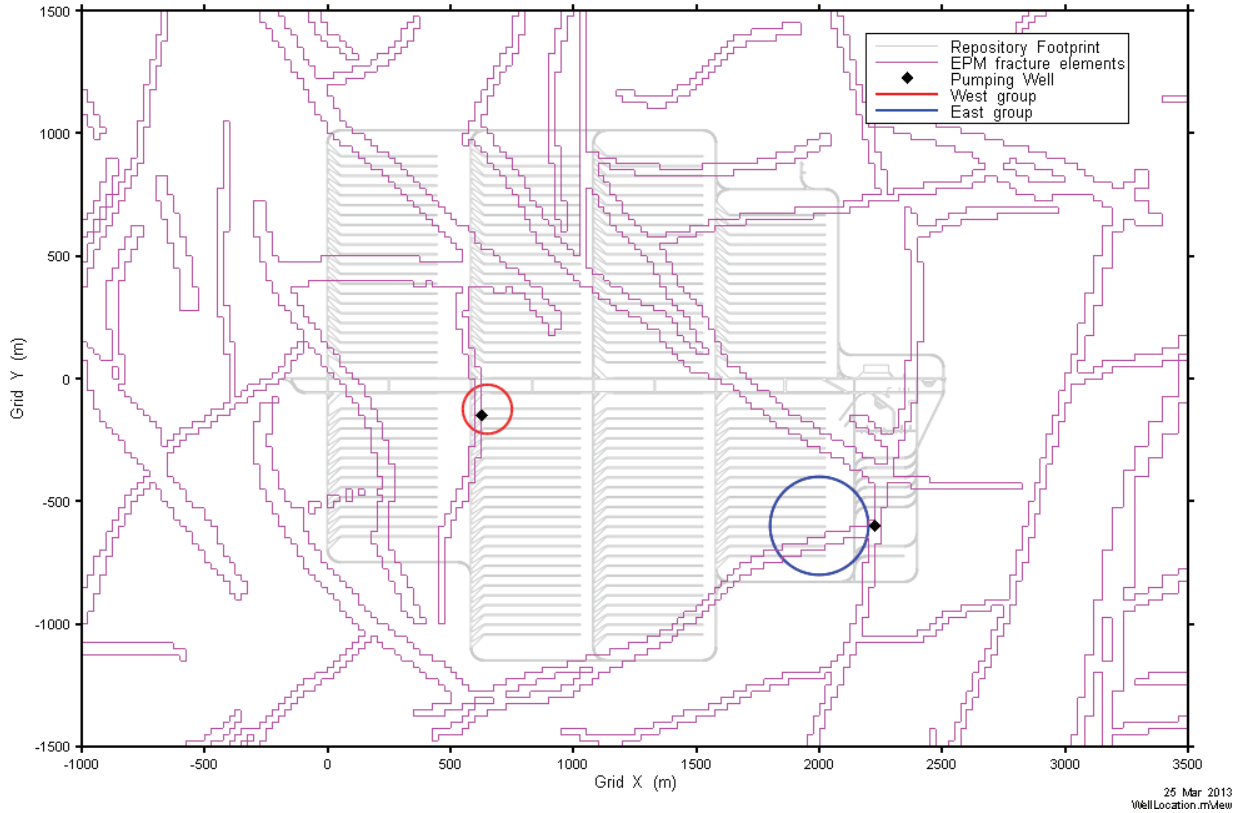 1500
1000
500
0
-500
-1000
-1500
Grid Y (m)
Repository Footprint
EPM fracture elements
Pumping Well
West group
East group
-1000
-500
0
500
1000
1500
2000
2500
3000
3500
Grid X (m)
25 Mar 2013
WellLocation.mView